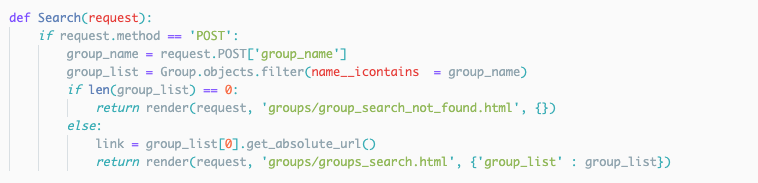 def Search(request):
    if request.method == 'POST':
        group_name = request.POST['group_name']
        group_list = Group.objects.filter(name__icontains  = group_name)
        if len(group_list) == 0:
            return render(request, 'groups/group_search_not_found.html', {})
        else:
            link = group_list[0].get_absolute_url()
            return render(request, 'groups/groups_search.html', {'group_list' : group_list})